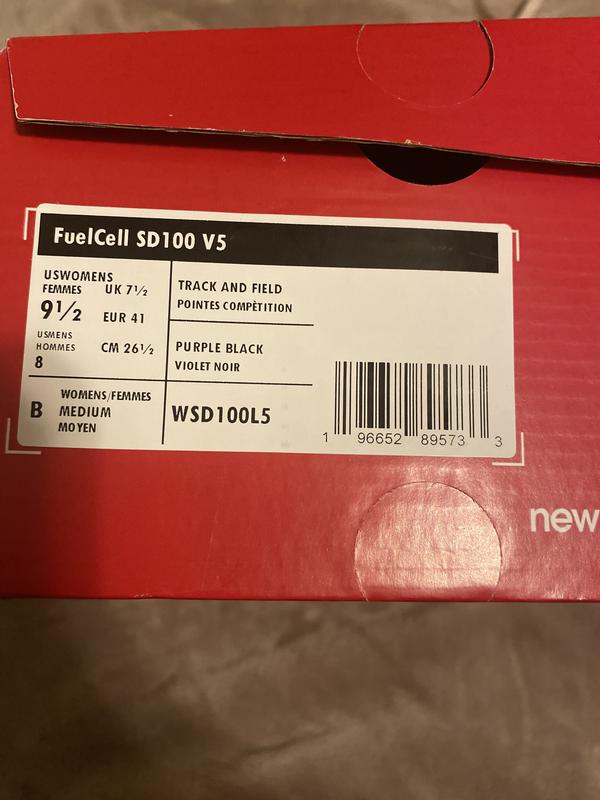 FuelCell SD100 V5
USWOMENS
FEMMES UK 7½
9½ EUR 41
USMENS
HOMMES CM 26½
8
TRACK AND FIELD
POINTES COMPÈTITION
PURPLE BLACK
VIOLET NOIR
B WOMENS/FEMMES
MEDIUM
MOYEN
WSD100L5
1 96652 89573 3
new